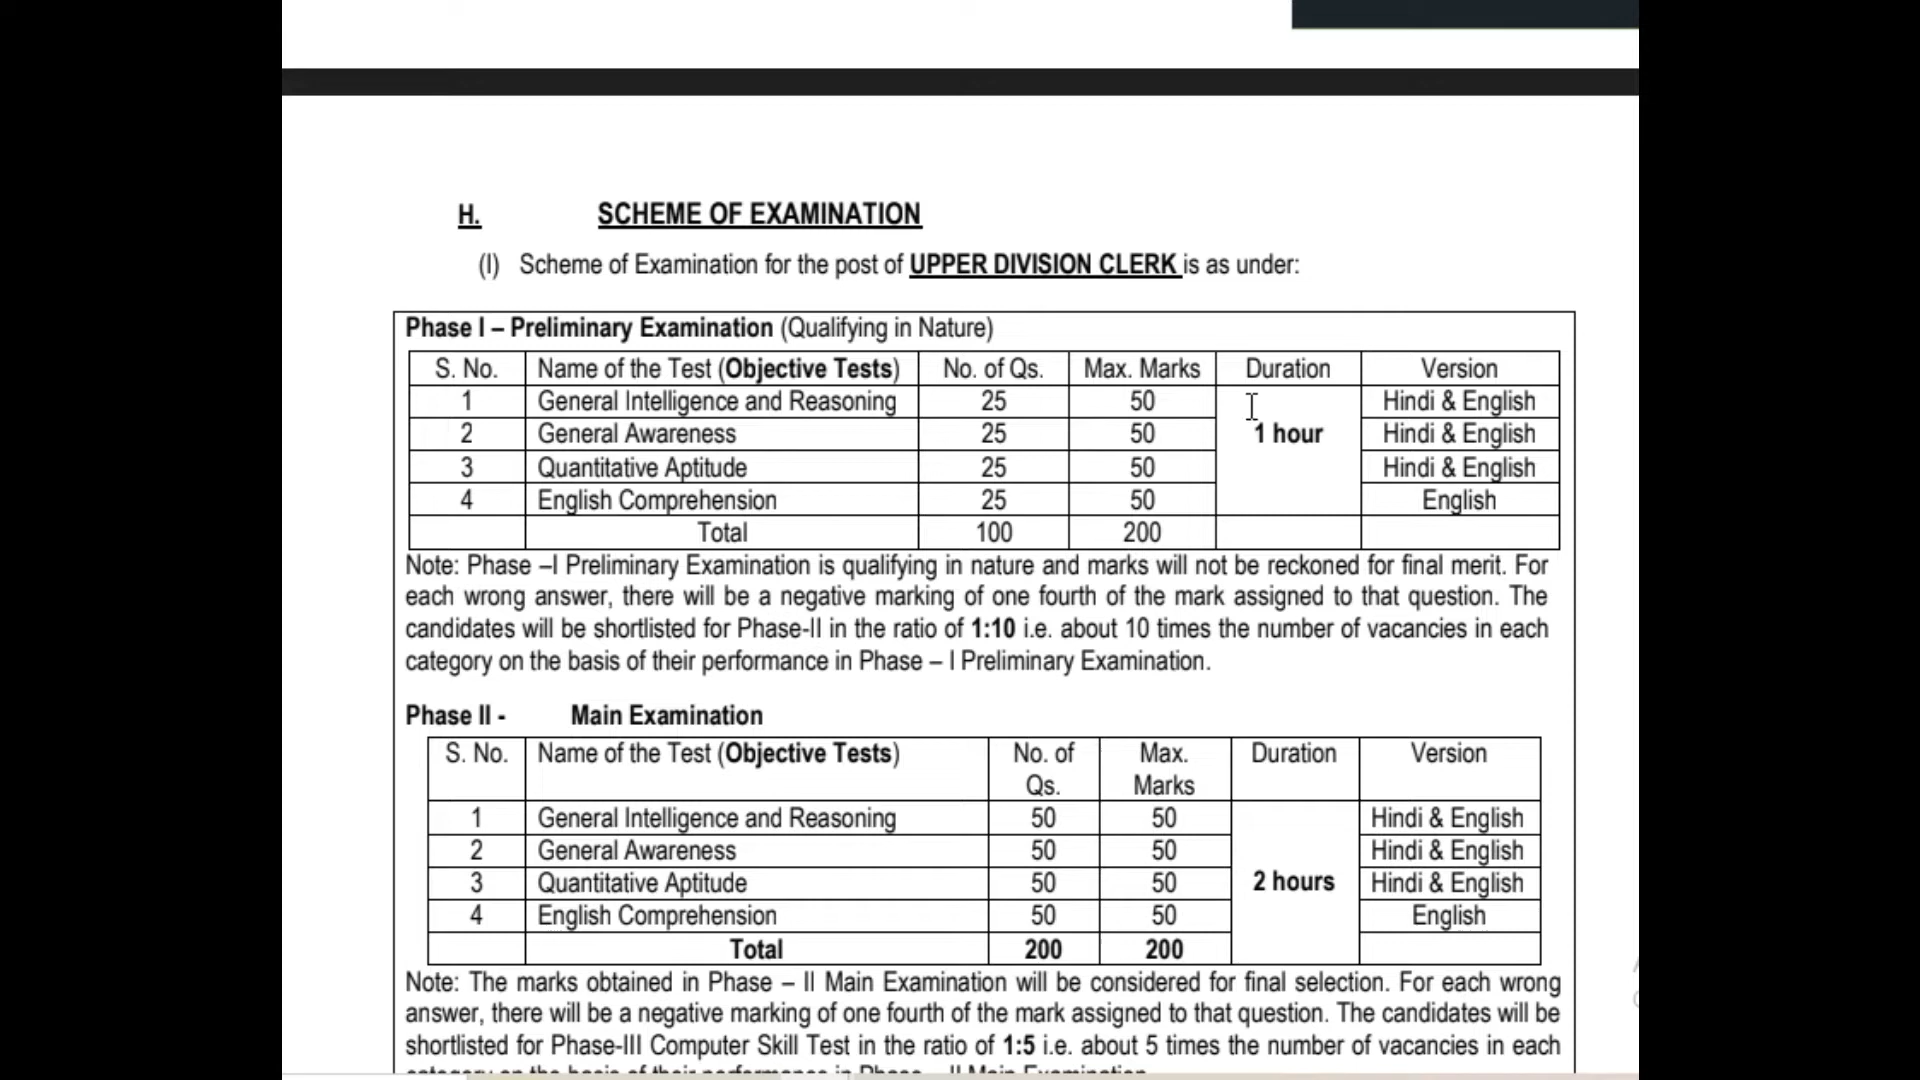 H. SCHEME OF EXAMINATION
(I) Scheme of Examination for the post of UPPER DIVISION CLERK is as under:
Phase I – Preliminary Examination (Qualifying in Nature)
S. No. Name of the Test (Objective Tests) No. of Qs. Max. Marks Duration Version
1 General Intelligence and Reasoning 25 50 Hindi & English
2 General Awareness 25 50 1 hour Hindi & English
3 Quantitative Aptitude 25 50 Hindi & English
4 English Comprehension 25 50 English
Total 100 200
Note: Phase –I Preliminary Examination is qualifying in nature and marks will not be reckoned for final merit. For
each wrong answer, there will be a negative marking of one fourth of the mark assigned to that question. The
candidates will be shortlisted for Phase-II in the ratio of 1:10 i.e. about 10 times the number of vacancies in each
category on the basis of their performance in Phase – I Preliminary Examination.
Phase II - Main Examination
S. No. Name of the Test (Objective Tests) No. of Max. Duration Version
Qs. Marks
1 General Intelligence and Reasoning 50 50 Hindi & English
2 General Awareness 50 50 Hindi & English
3 Quantitative Aptitude 50 50 2 hours Hindi & English
4 English Comprehension 50 50 English
Total 200 200
Note: The marks obtained in Phase – II Main Examination will be considered for final selection. For each wrong
answer, there will be a negative marking of one fourth of the mark assigned to that question. The candidates will be
shortlisted for Phase-III Computer Skill Test in the ratio of 1:5 i.e. about 5 times the number of vacancies in each
category on the basis of their performance in Phase – II Main Examination